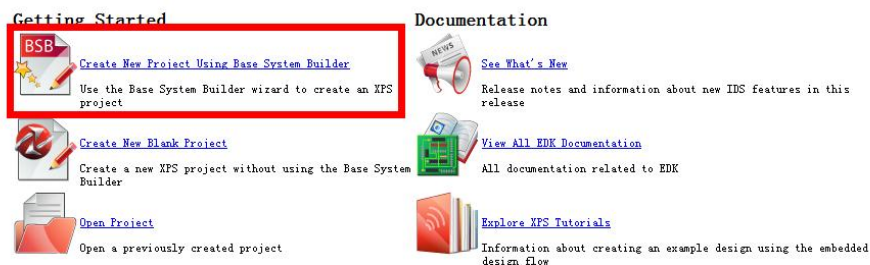 Getting Started
BSB
Create New Project Using Base System Builder
Use the Base System Builder wizard to create an XPS
project
Create New Blank Project
Create a new XPS project without using the Base System
Builder
Open Project
Open a previously created project
Documentation
NEWS
See What's New
Release notes and information about new IDS features in this
release
View All EDK Documentation
All documentation related to EDK
Explore XPS Tutorials
Information about creating an example design using the embedded
design flow